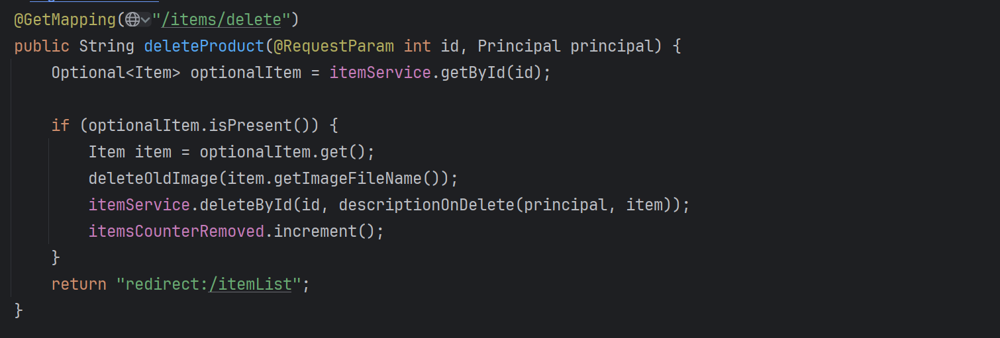 @GetMapping("/items/delete")
public String deleteProduct(@RequestParam int id, Principal principal) {
    Optional<Item> optionalItem = itemService.getById(id);

    if (optionalItem.isPresent()) {
        Item item = optionalItem.get();
        deleteOldImage(item.getImageFileName());
        itemService.deleteById(id, descriptionOnDelete(principal, item));
        itemsCounterRemoved.increment();
    }
    return "redirect:/itemList";
}